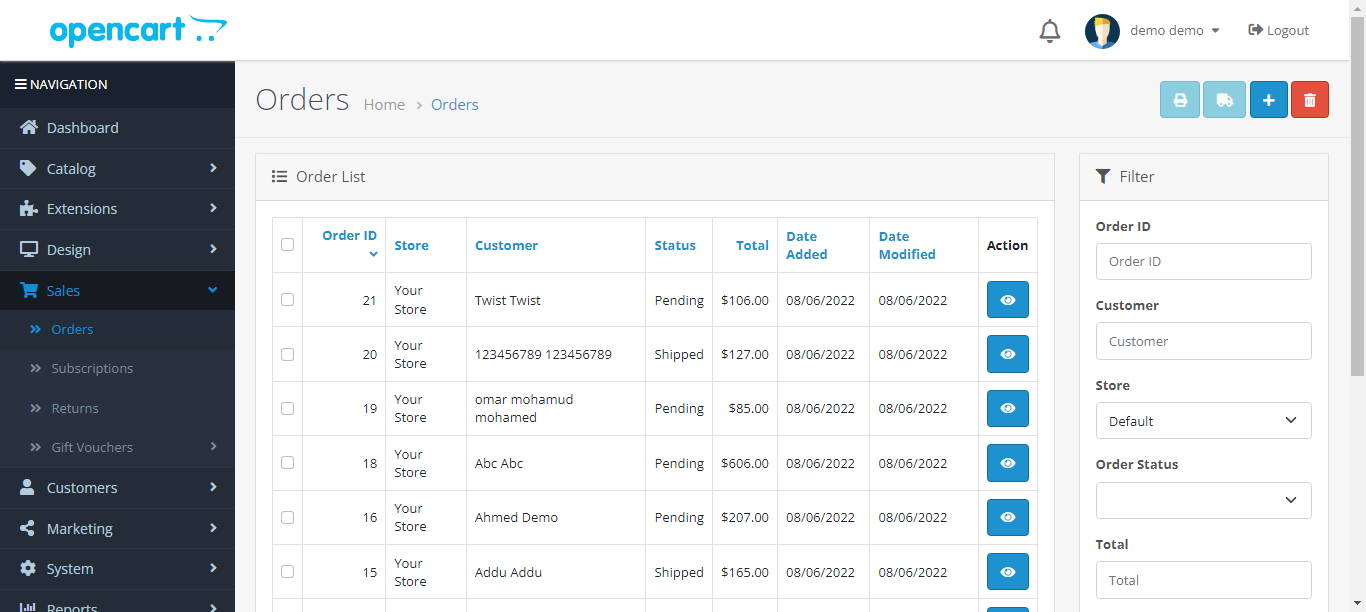 opencart
demo demo
Logout
NAVIGATION
Dashboard
Catalog
Extensions
Design
Sales
Orders
Subscriptions
Returns
Gift Vouchers
Customers
Marketing
System
Reports
Orders Home > Orders
Order List
Order ID Store Customer Status Total Date Added Date Modified Action
21 Your Store Twist Twist Pending $106.00 08/06/2022 08/06/2022
20 Your Store 123456789 123456789 Shipped $127.00 08/06/2022 08/06/2022
19 Your Store omar mohamud mohamed Pending $85.00 08/06/2022 08/06/2022
18 Your Store Abc Abc Pending $606.00 08/06/2022 08/06/2022
16 Your Store Ahmed Demo Pending $207.00 08/06/2022 08/06/2022
15 Your Store Addu Addu Shipped $165.00 08/06/2022 08/06/2022
Filter
Order ID
Order ID
Customer
Customer
Store
Default
Order Status
Total
Total